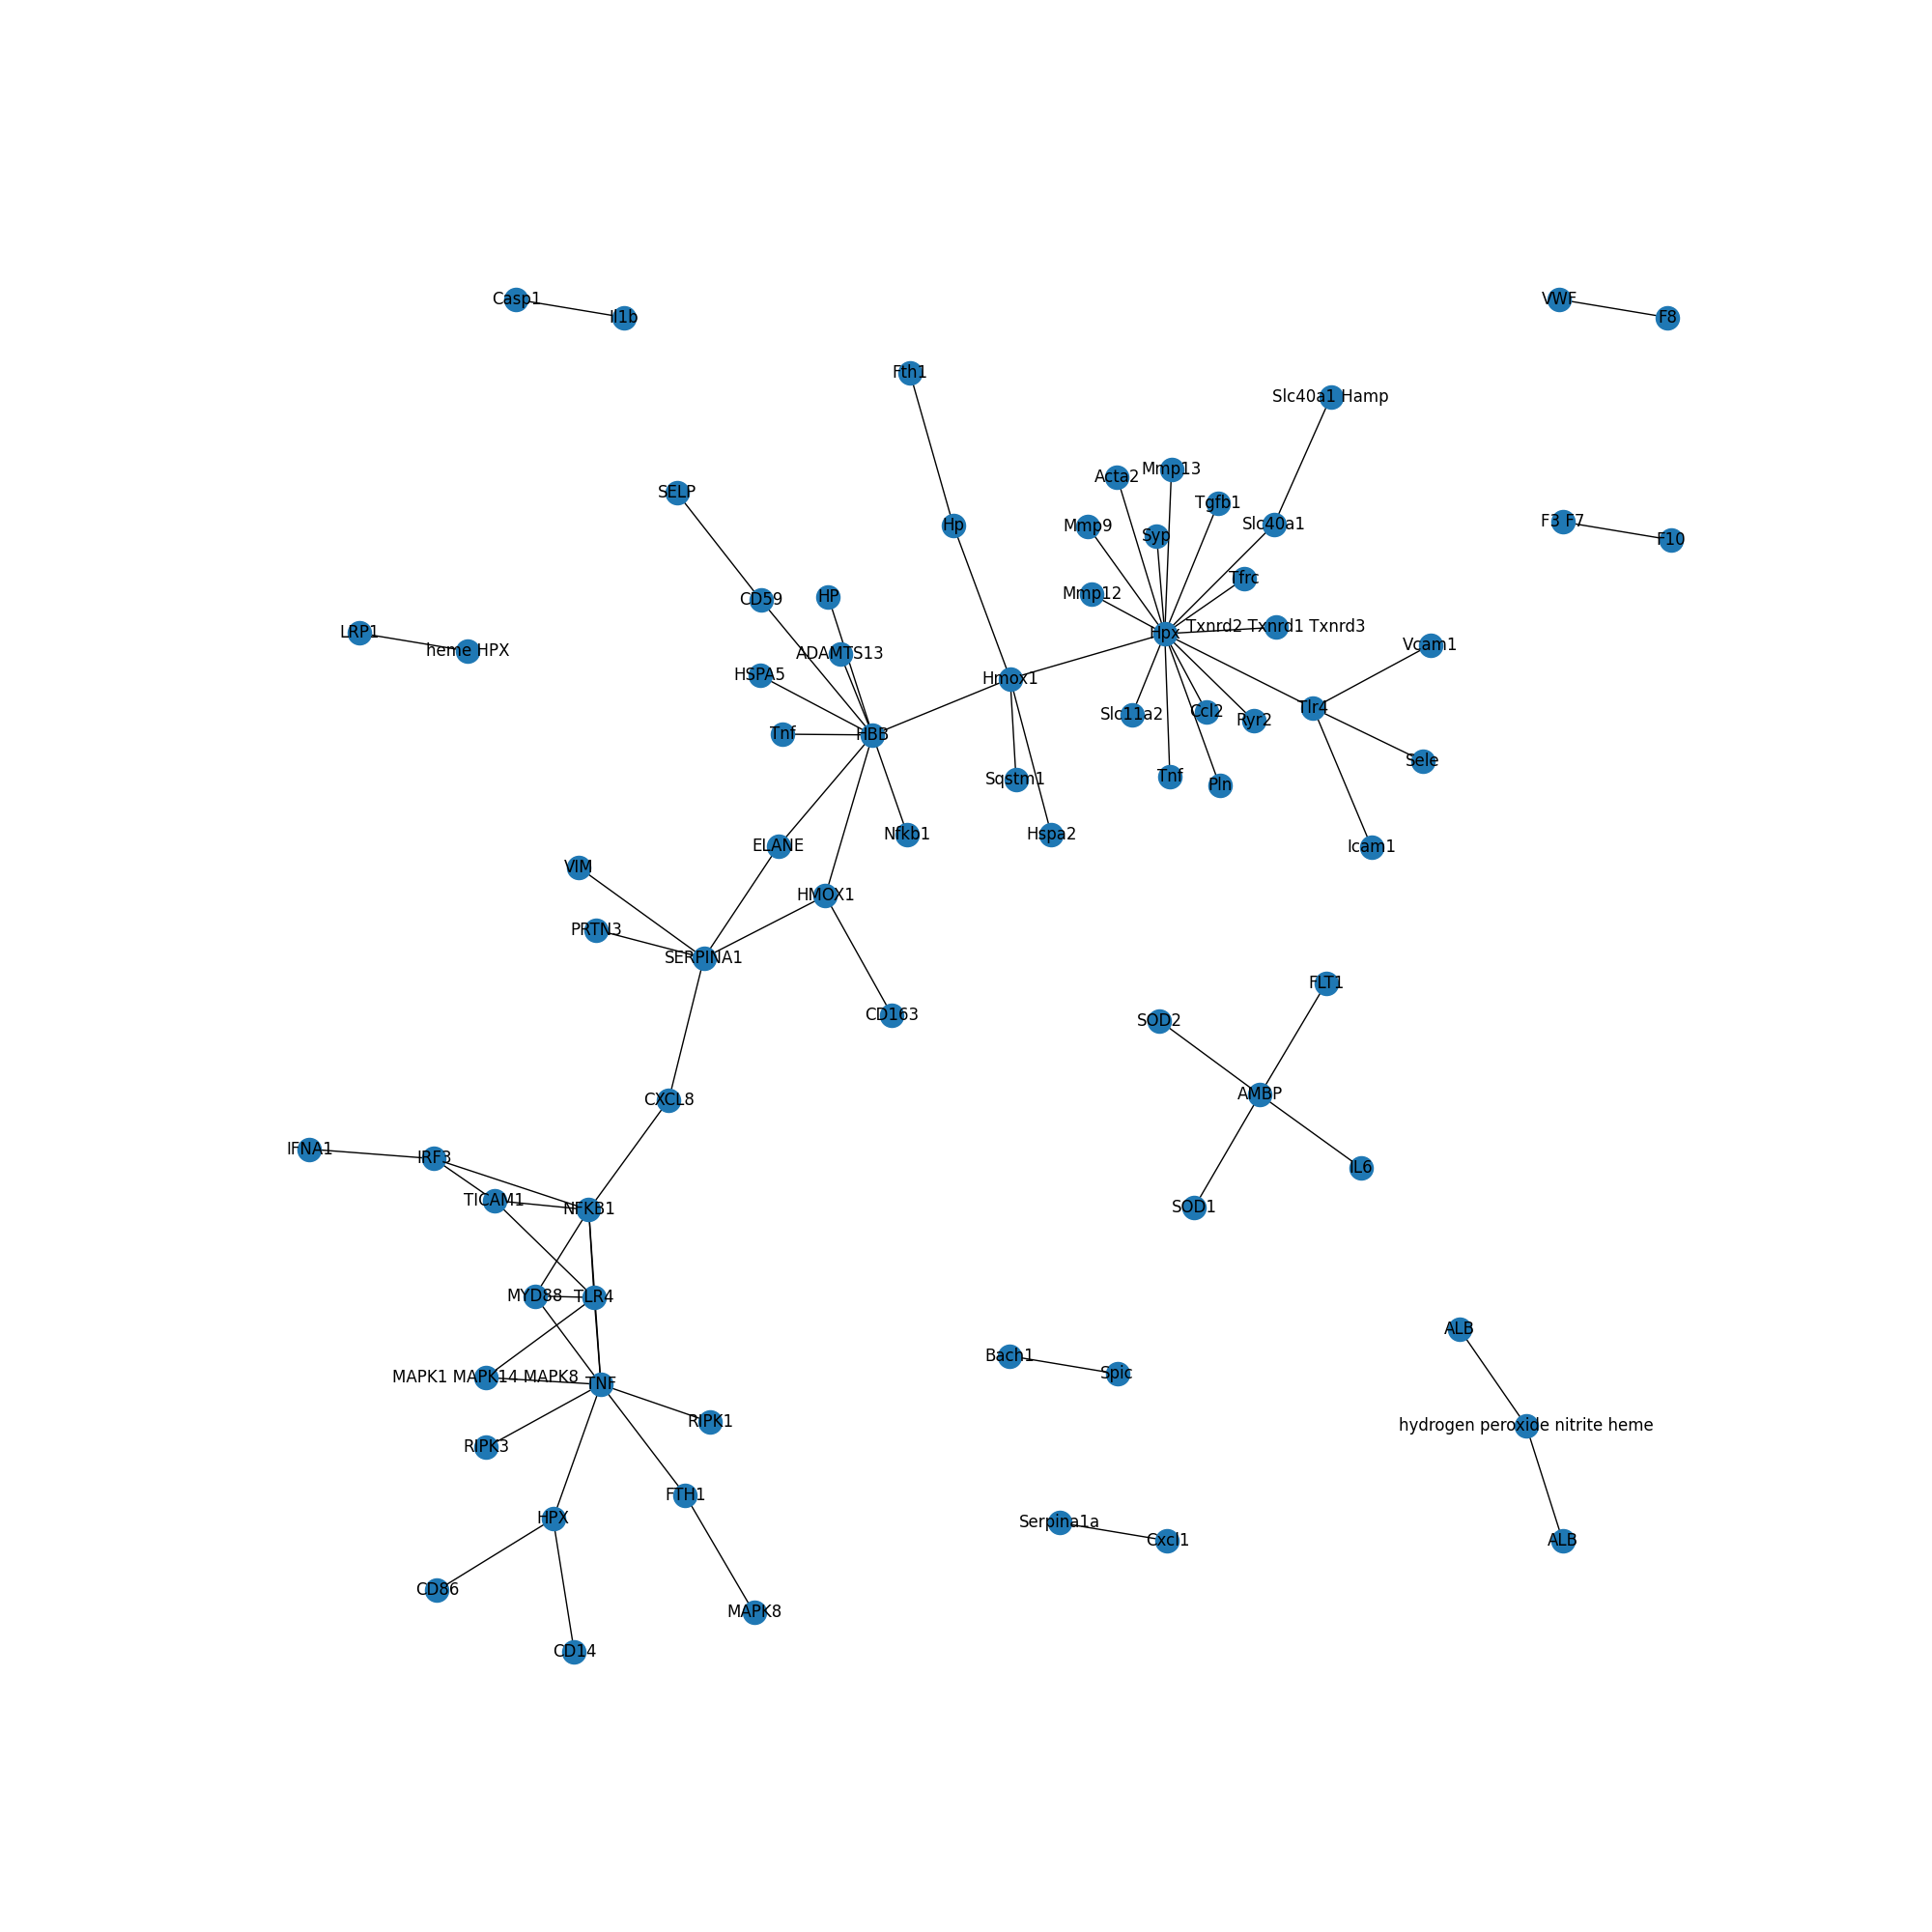 Casp1
Il1b
VWF
F8
Fth1
Slc40a1 Hamp
Acta2
Mmp13
SELP
Tgfb1
Mmp9
Hp
Syp
Slc40a1
F3 F7
F10
Tfrc
CD59
HP
Mmp12
Hpx
Txnrd2 Txnrd1 Txnrd3
LRP1
heme HPX
Vcam1
ADAMTS13
HSPA5
Hmox1
Slc11a2
Ccl2
Ryr2
Tlr4
Tnf
HBB
Sele
Sqstm1
Tnf
Pln
Nfkb1
Hspa2
ELANE
Icam1
VIM
HMOX1
PRTN3
SERPINA1
FLT1
CD163
SOD2
AMBP
CXCL8
IFNA1
IRF3
IL6
TICAM1
NFKB1
SOD1
MYD88
TLR4
ALB
Bach1
Spic
MAPK1 MAPK14 MAPK8
TNF
RIPK1
hydrogen peroxide nitrite heme
RIPK3
FTH1
HPX
Serpina1a
Cxcl1
ALB
CD86
MAPK8
CD14